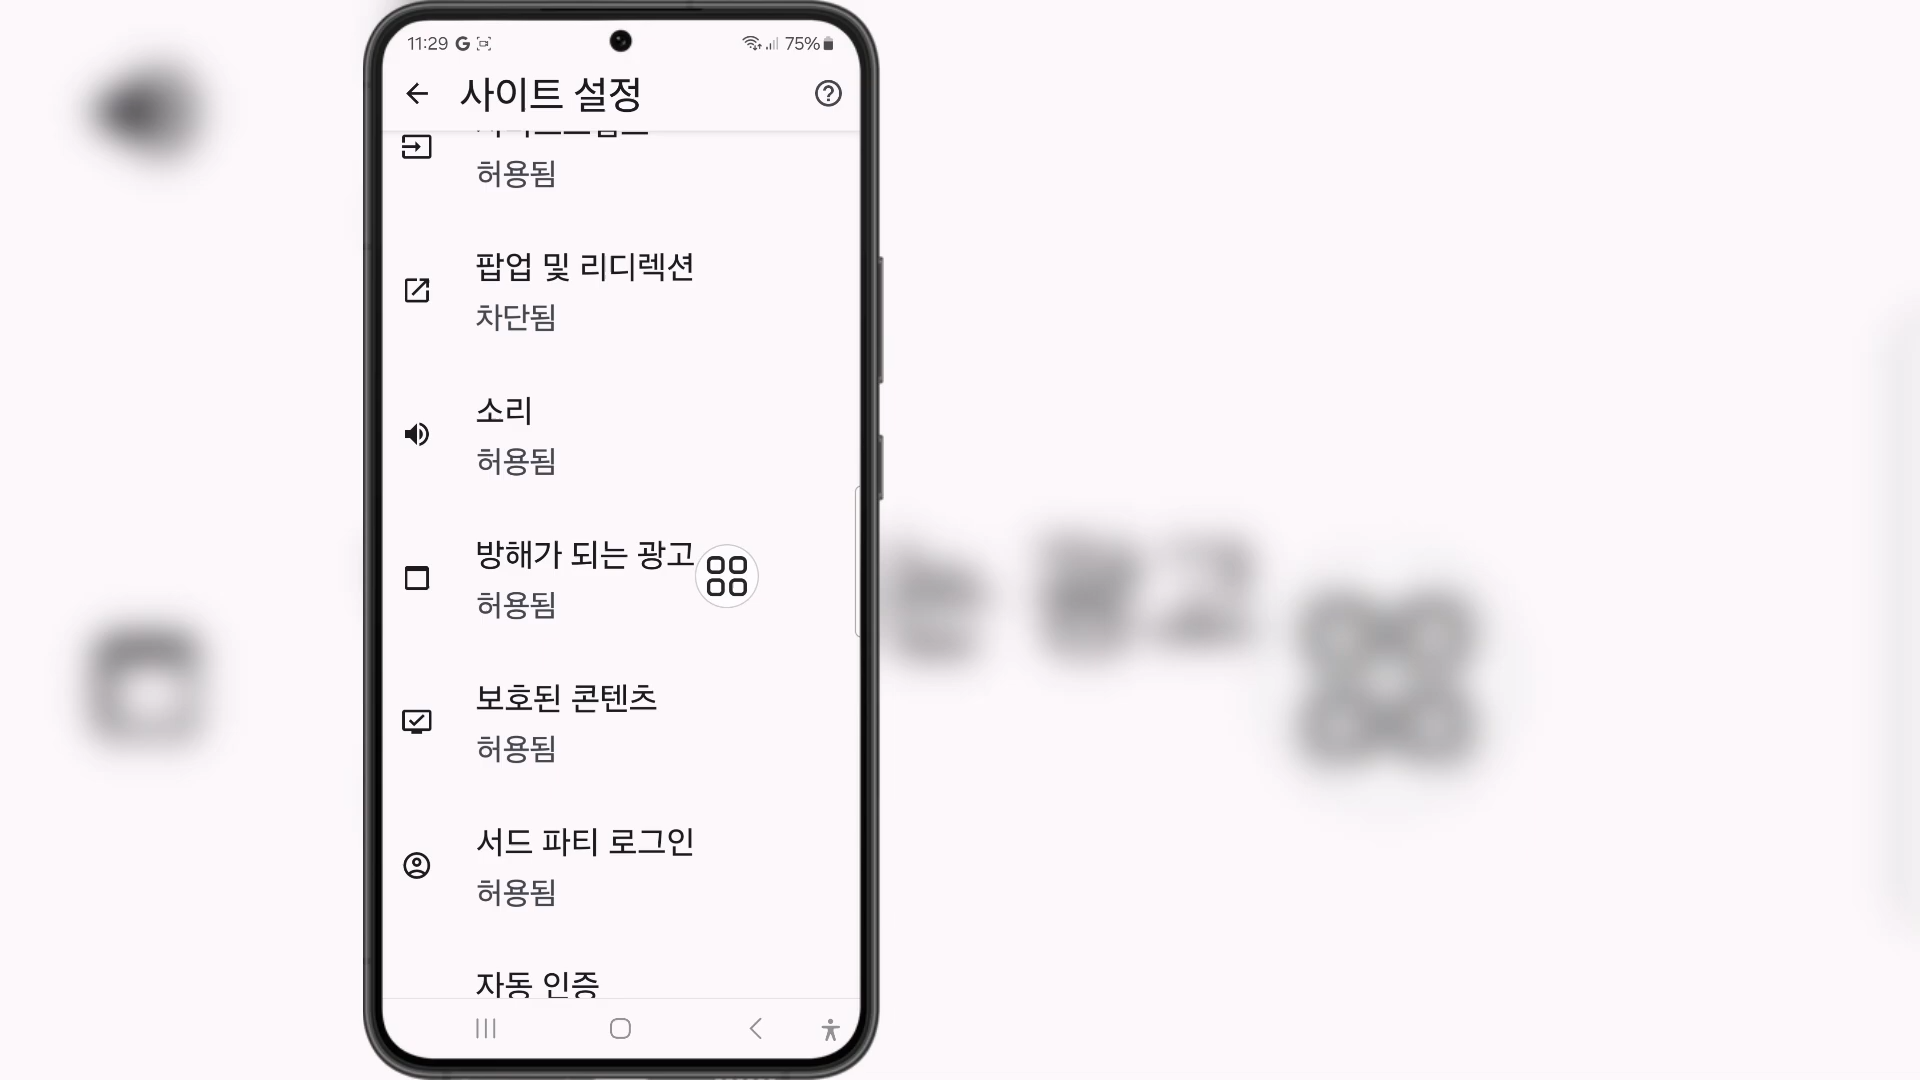 11:29 G 75%
사이트 설정
허용됨
팝업 및 리디렉션
차단됨
소리
허용됨
방해가 되는 광고
허용됨
보호된 콘텐츠
허용됨
서드 파티 로그인
허용됨
자동 인증
는 광고